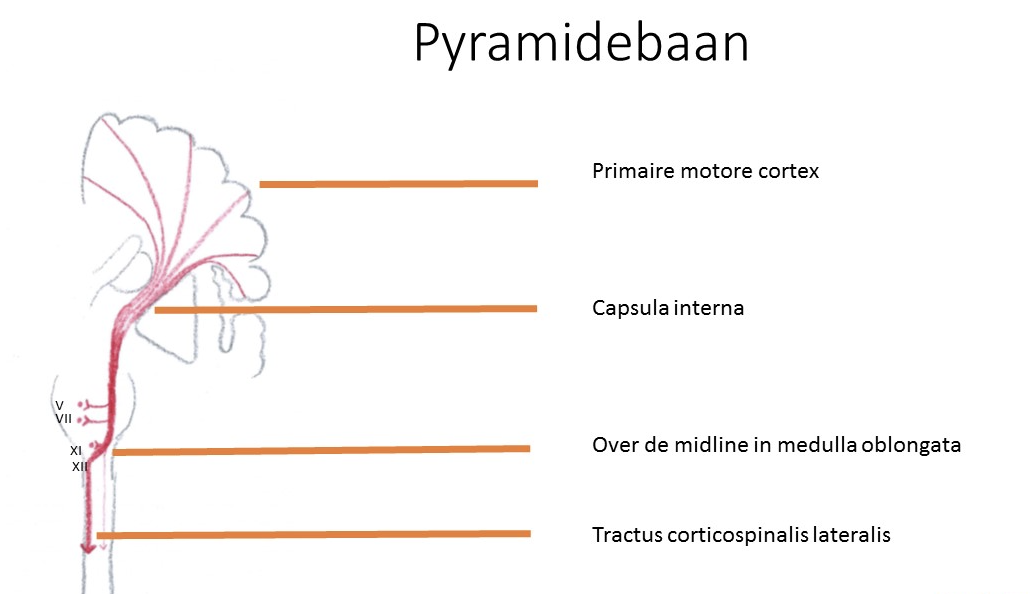 Pyramidebaan
Primaire motore cortex
Capsula interna
V
VII
XI
XII
Over de midline in medulla oblongata
Tractus corticospinalis lateralis